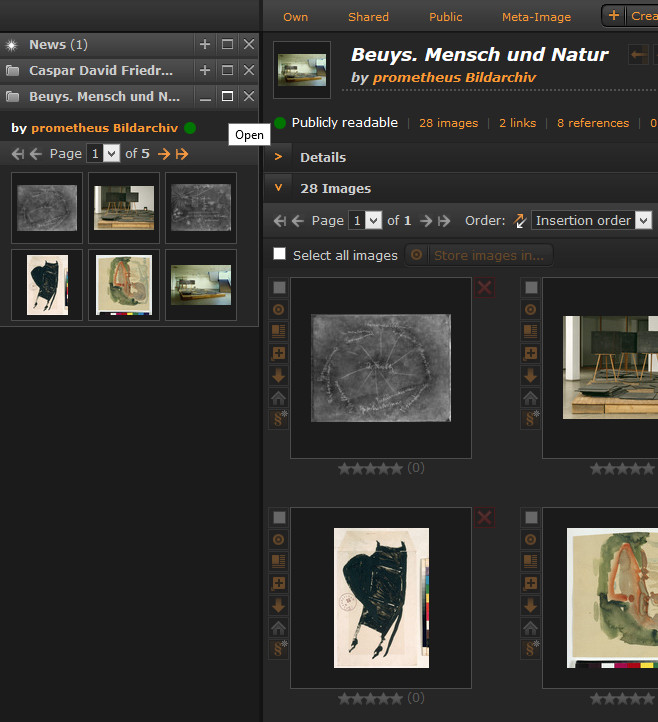 Own Shared Public Meta-Image + Crea
News (1)
Caspar David Friedr...
Beuys. Mensch und N...
by prometheus Bildarchiv
Page 1 of 5
Open
Beuys. Mensch und Natur
by prometheus Bildarchiv
Publicly readable | 28 images | 2 links | 8 references | 0
> Details
v 28 Images
Page 1 of 1 Order: Insertion order
Select all images Store images in...
§
§
(0)
§
§
(0)